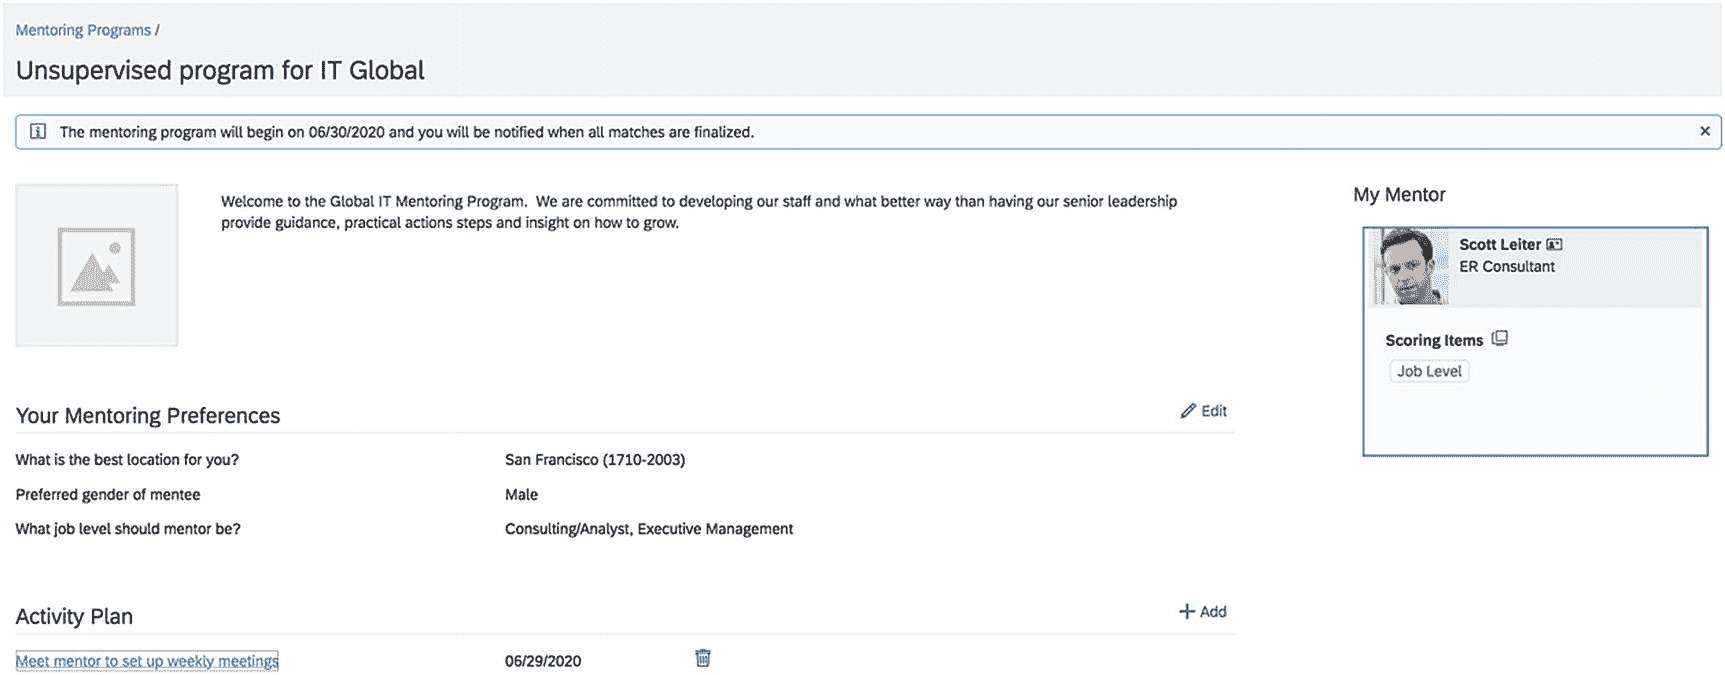 Mentoring Programs /
Unsupervised program for IT Global
The mentoring program will begin on 06/30/2020 and you will be notified when all matches are finalized.
Welcome to the Global IT Mentoring Program. We are committed to developing our staff and what better way than having our senior leadership
provide guidance, practical actions steps and insight on how to grow.
My Mentor
Scott Leiter
ER Consultant
Scoring Items
Job Level
Your Mentoring Preferences
Edit
What is the best location for you?
San Francisco (1710-2003)
Preferred gender of mentee
Male
What job level should mentor be?
Consulting/Analyst, Executive Management
Activity Plan
Add
Meet mentor to set up weekly meetings
06/29/2020